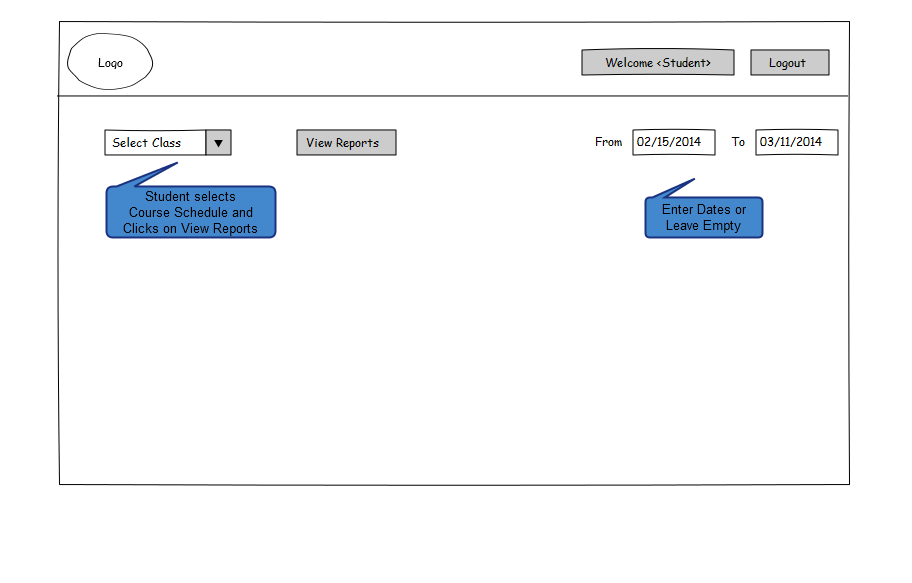 Logo
Welcome <Student>
Logout
Select Class
View Reports
From
02/15/2014
To
03/11/2014
Student selects
Course Schedule and
Clicks on View Reports
Enter Dates or
Leave Empty